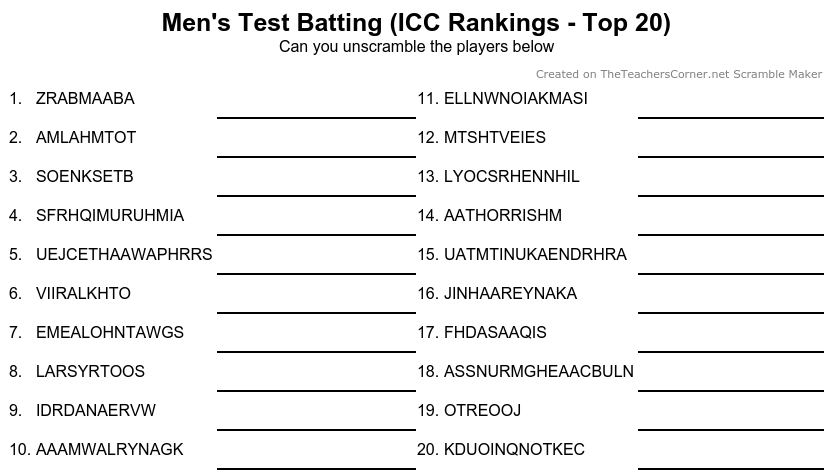 Men's Test Batting (ICC Rankings - Top 20)
Can you unscramble the players below
Created on TheTeachersCorner.net Scramble Maker
1. ZRABMAABA
2. AMLAHMTOT
3. SOENKSETB
4. SFRHQIMURUHMIA
5. UEJCETHAAWAPHRRS
6. VIIRALKHTO
7. EMEALOHNTAWGS
8. LARSYRTOOS
9. IDRDANAERVW
10. AAAMWALRYNAGK
11. ELLNWNOIAKMASI
12. MTSHTVEIES
13. LYOCSRHENNHIL
14. AATHORRISHM
15. UATMTINUKAENDRHRA
16. JINHAAREYNAKA
17. FHDASAAQIS
18. ASSNURMGHEAACBULN
19. OTREOOJ
20. KDUOINQNOTKEC